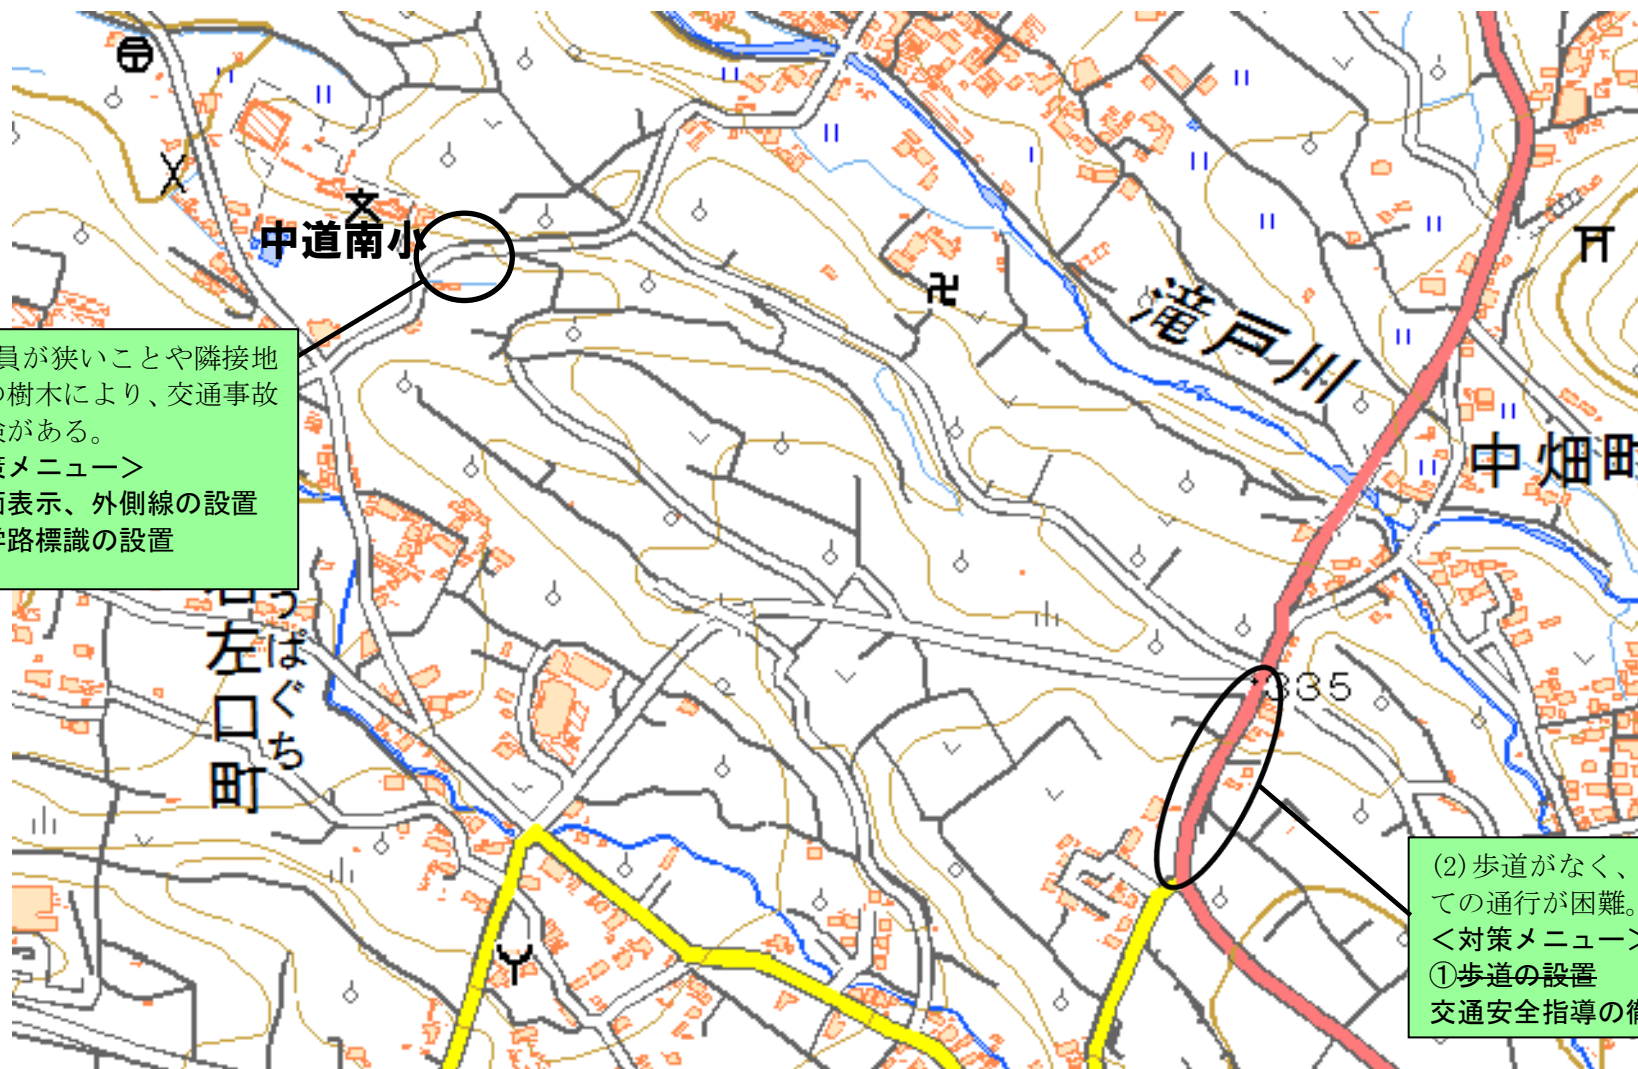 中道南小
滝戸川
中畑町
員が狭いことや隣接地
の樹木により、交通事故
険がある。
策メニュー＞
面表示、外側線の設置
学路標識の設置
右左口町
うばぐち
335
(2)歩道がなく、
ての通行が困難。
＜対策メニュー＞
①歩道の設置
交通安全指導の徹